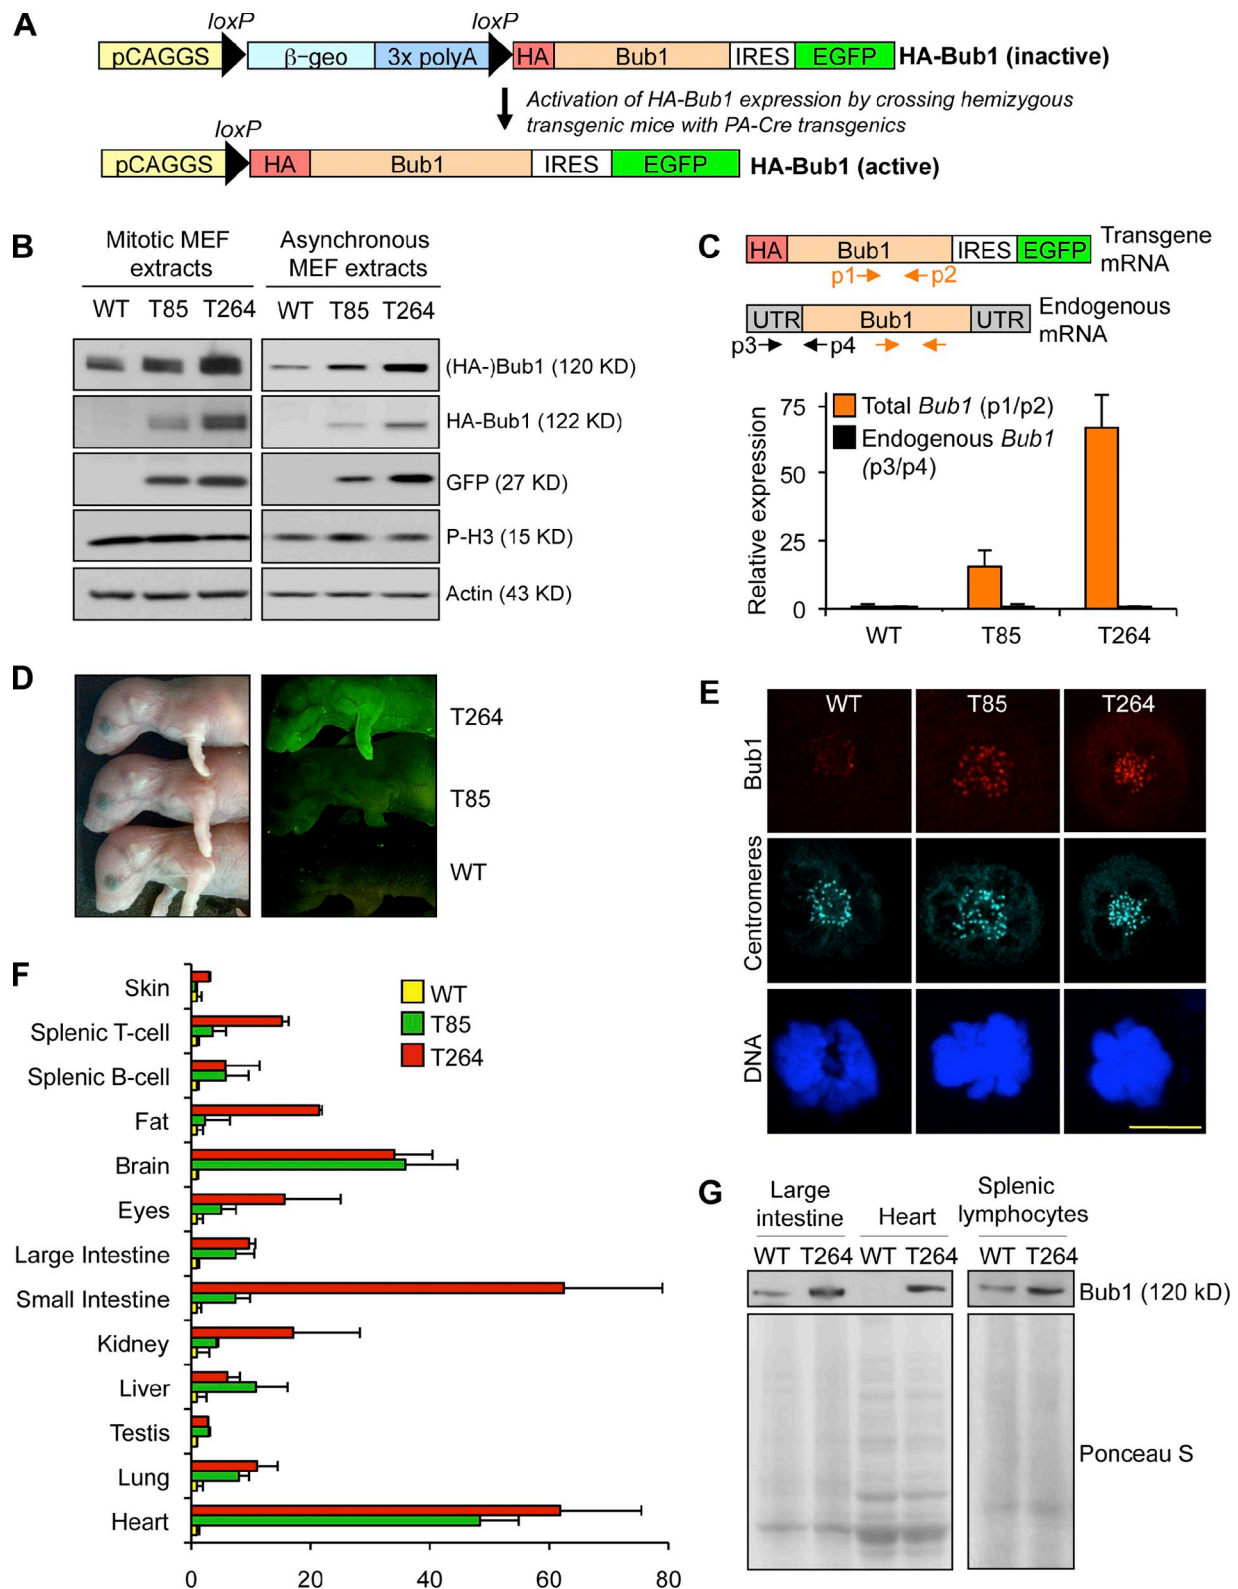 A
loxP
loxP
pCAGGS
β-geo
3x polyA
HA
Bub1
IRES
EGFP
HA-Bub1 (inactive)
Activation of HA-Bub1 expression by crossing hemizygous
transgenic mice with PA-Cre transgenics
loxP
pCAGGS
HA
Bub1
IRES
EGFP
HA-Bub1 (active)
B
Mitotic MEF
extracts
Asynchronous
MEF extracts
WT T85 T264
WT T85 T264
(HA-)Bub1 (120 KD)
HA-Bub1 (122 KD)
GFP (27 KD)
P-H3 (15 KD)
Actin (43 KD)
C
HA
Bub1
IRES
EGFP
Transgene
mRNA
p1
p2
UTR
Bub1
UTR
Endogenous
mRNA
p3
p4
Relative expression
75
50
25
0
Total Bub1 (p1/p2)
Endogenous Bub1
(p3/p4)
WT
T85
T264
D
T264
T85
WT
E
WT
T85
T264
Bub1
Centromeres
DNA
F
WT
T85
T264
Skin
Splenic T-cell
Splenic B-cell
Fat
Brain
Eyes
Large Intestine
Small Intestine
Kidney
Liver
Testis
Lung
Heart
0
20
40
60
80
G
Large
intestine
Heart
Splenic
lymphocytes
WT T264 WT T264
WT T264
Bub1 (120 kD)
Ponceau S